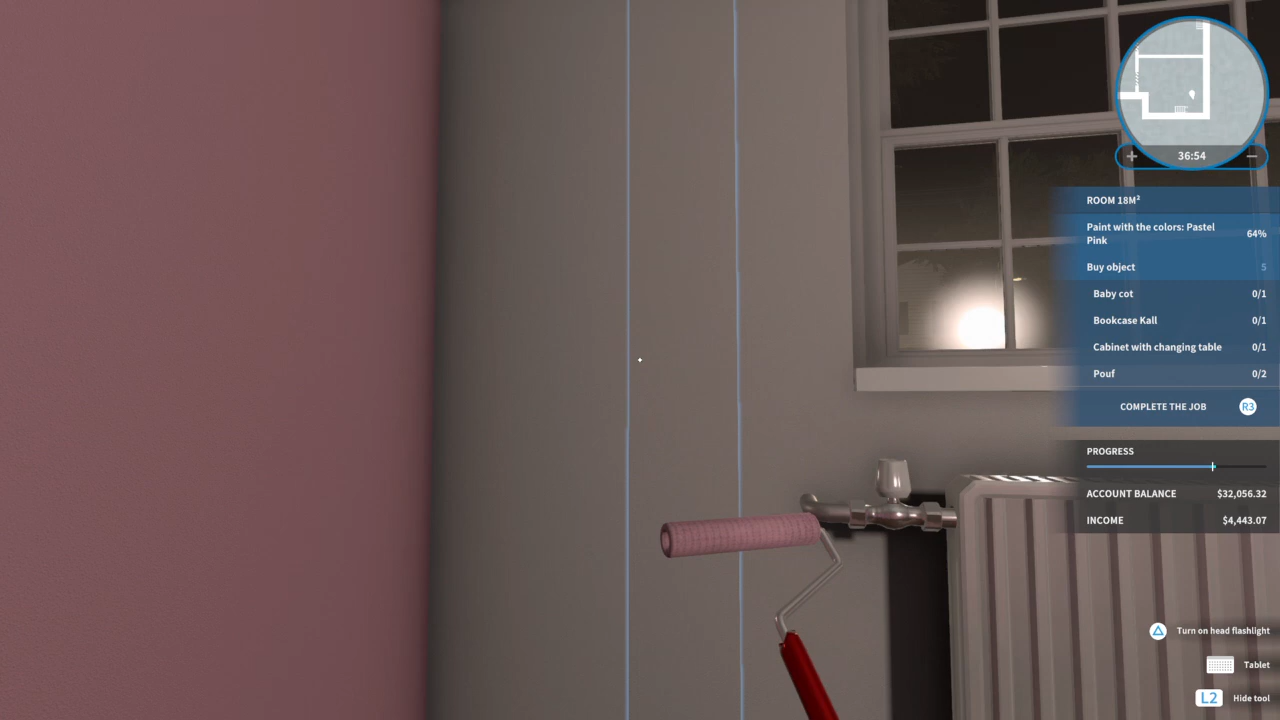 36:54
ROOM 18M²
Paint with the colors: Pastel
Pink
64%
Buy object 5
Baby cot 0/1
Bookcase Kall 0/1
Cabinet with changing table 0/1
Pouf 0/2
COMPLETE THE JOB R3
PROGRESS
ACCOUNT BALANCE $32,056.32
INCOME $4,443.07
Turn on head flashlight
Tablet
L2 Hide tool